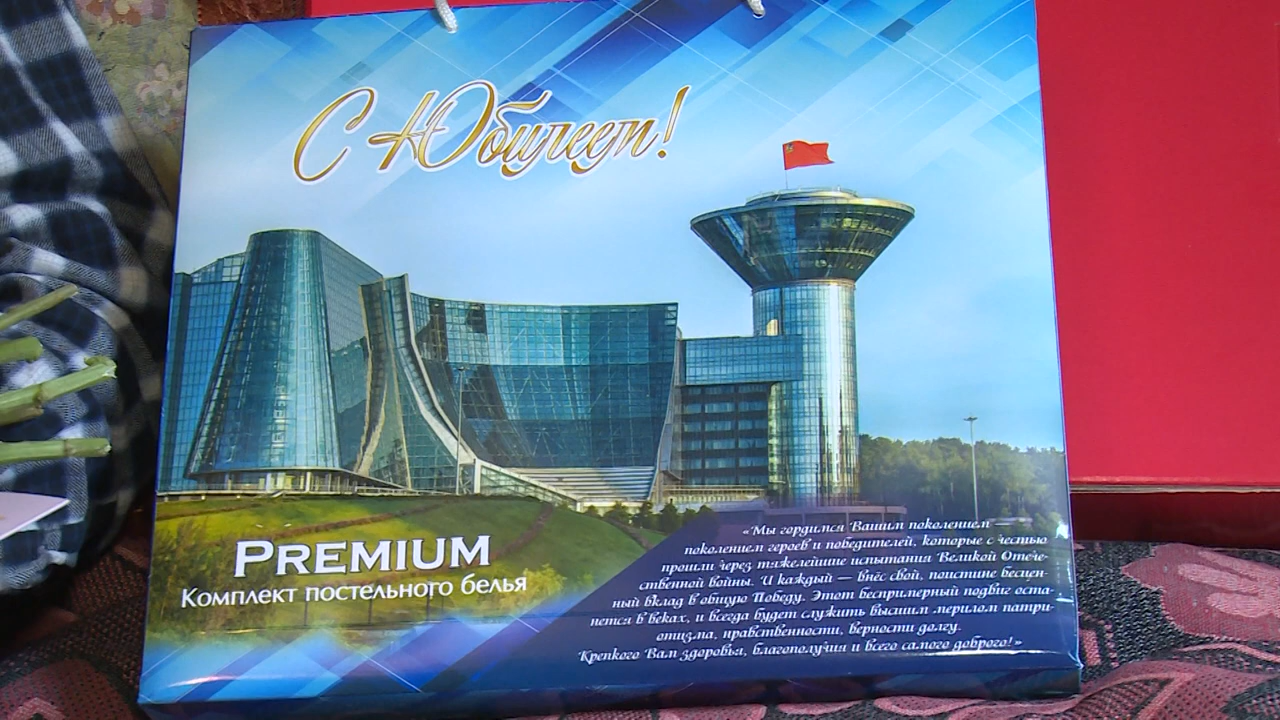 С Юбилеем!
PREMIUM
Комплект постельного белья
«Мы гордимся Вашим поколением —
поколением героев и победителей, которые с честью
прошли через тяжелейшие испытания Великой Отече-
ственной войны. И каждый — внёс свой, поистине бесцен-
ный вклад в общую Победу. Этот беспримерный подвиг оста-
нется в веках, и всегда будет служить высшим мерилом патри-
отизма, нравственности, верности долгу.
Крепкого Вам здоровья, благополучия и всего самого доброго!»